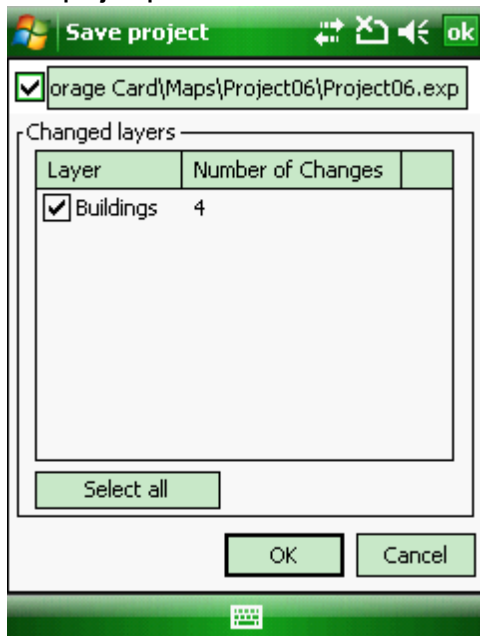 Save project
ok
orage Card\Maps\Project06\Project06.exp
Changed layers
Layer Number of Changes
Buildings 4
Select all
OK Cancel